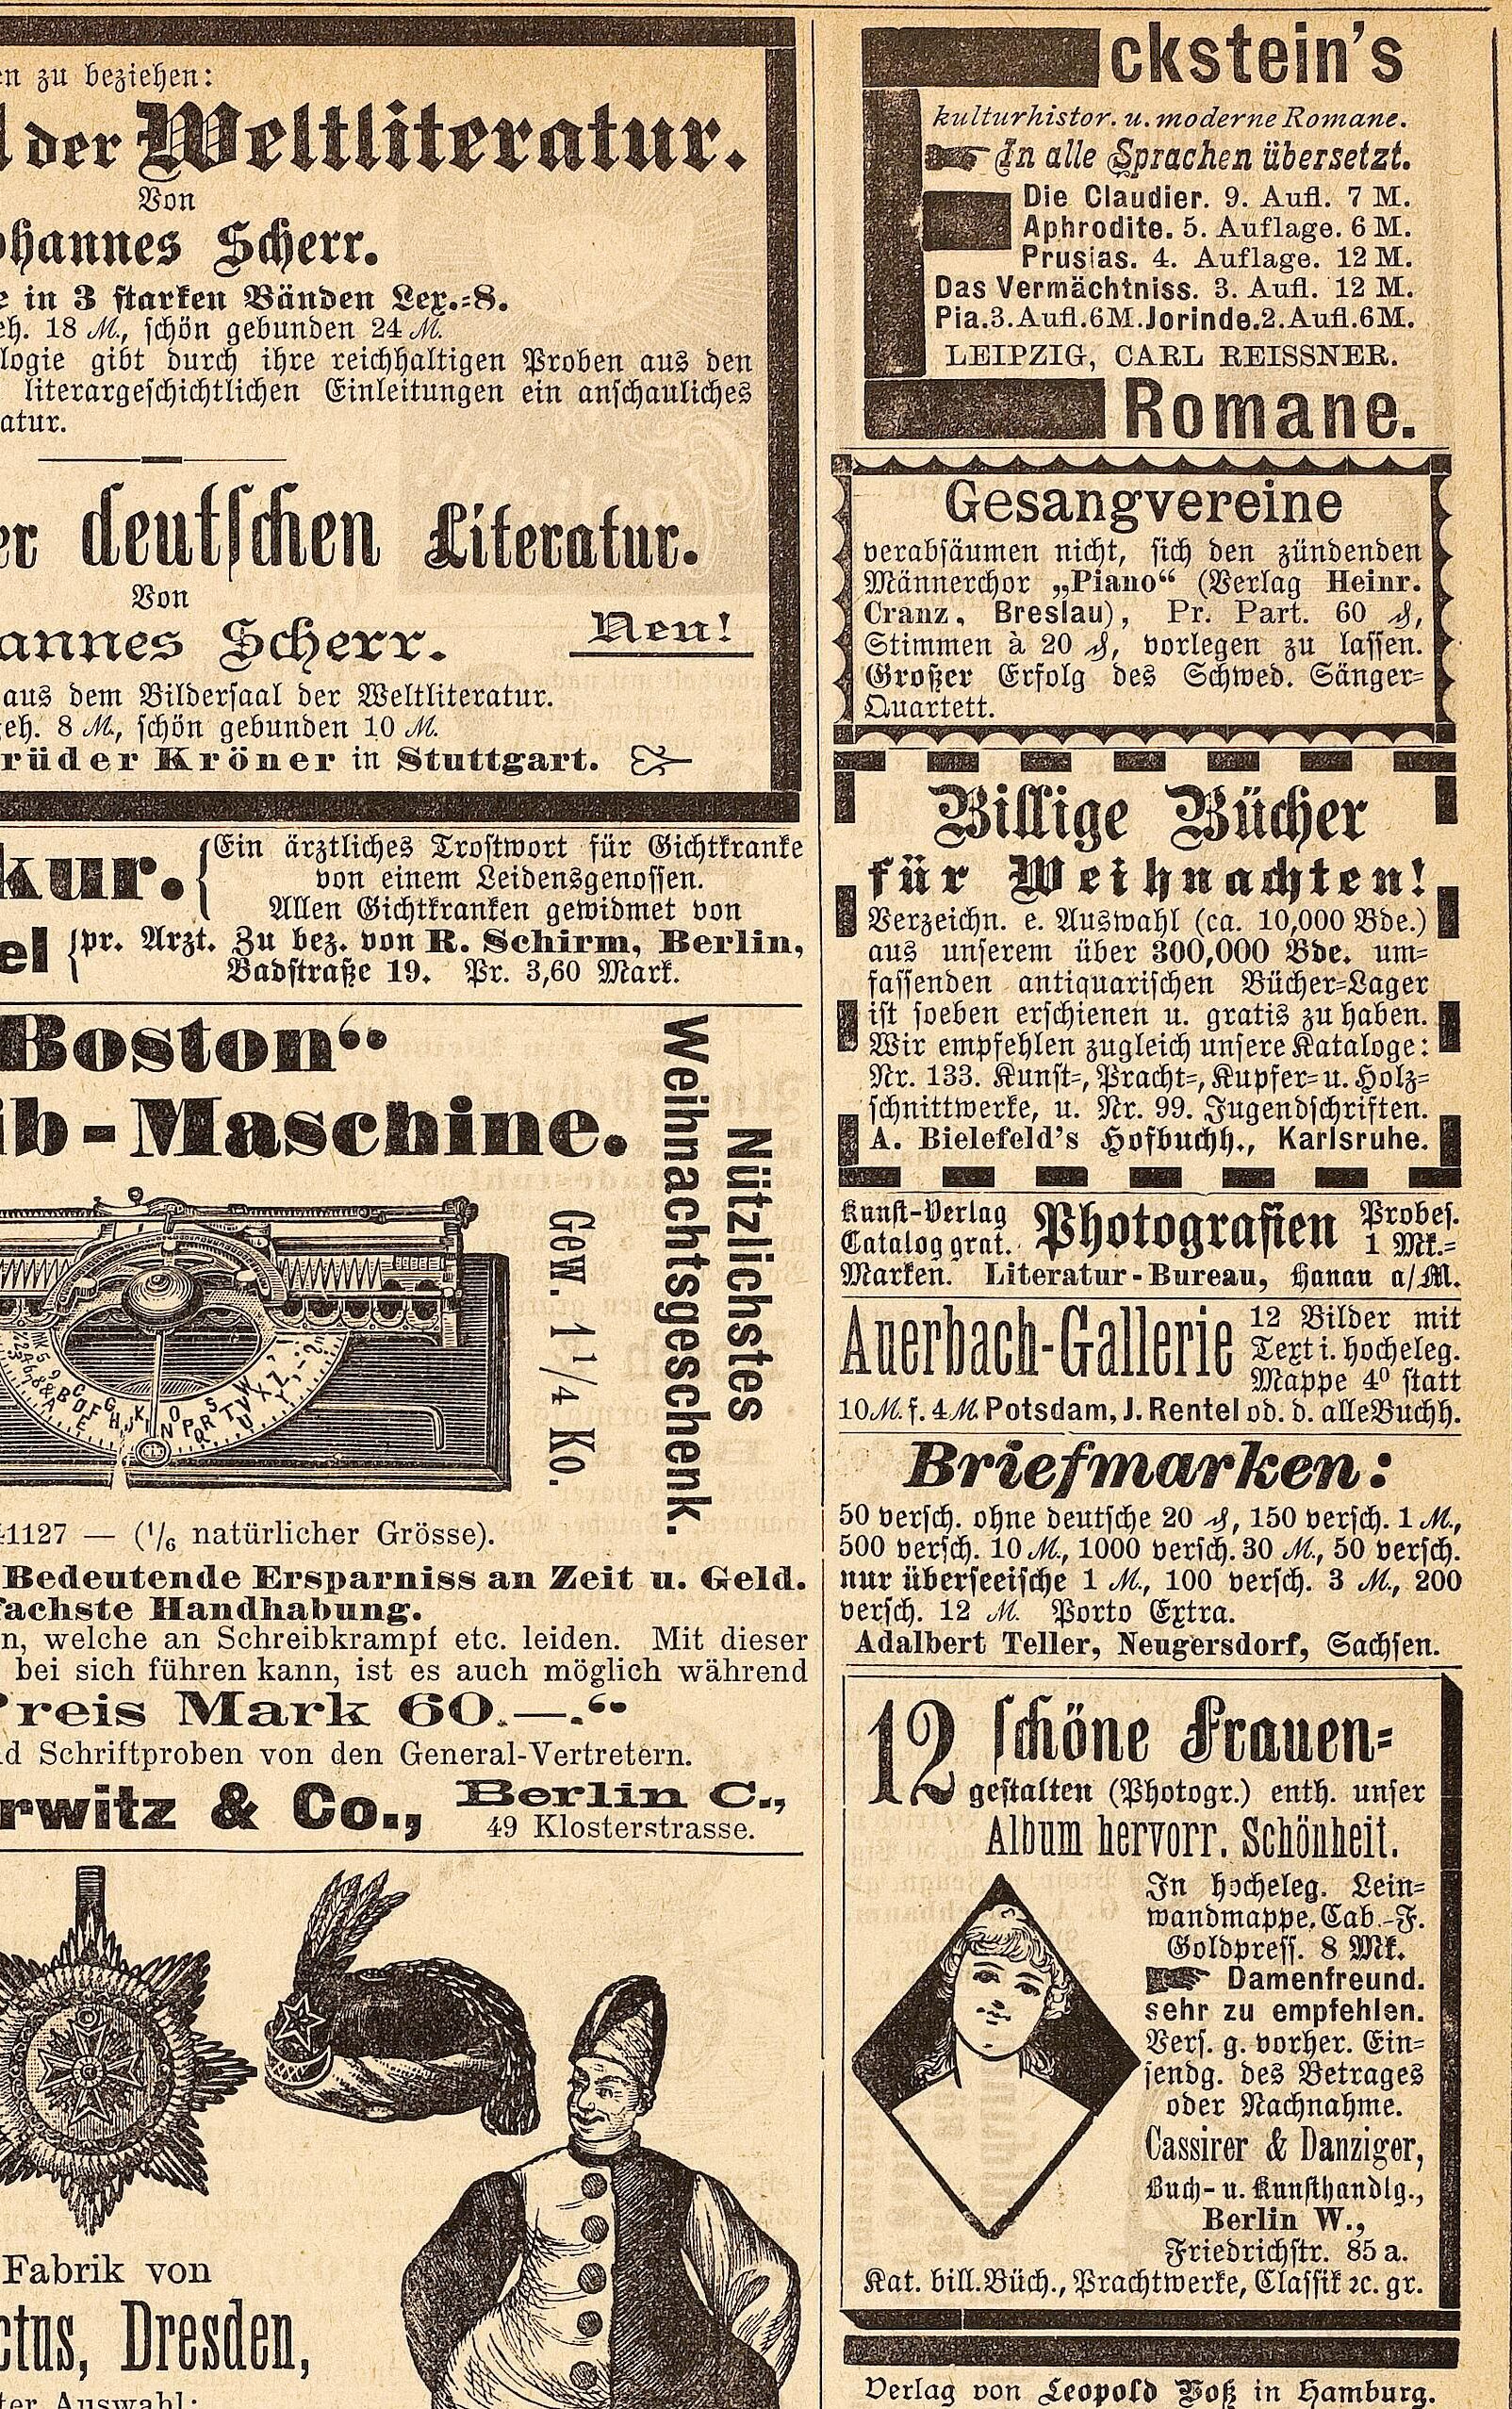 en zu beziehen:
der Weltliteratur.
Von
ohannes Scherr.
e in 3 starken Bänden Lex.=8.
eh. 18 M., schön gebunden 24 M.
logie gibt durch ihre reichhaltigen Proben aus den
literargeschichtlichen Einleitungen ein anschauliches
atur.
er deutschen Literatur.
Von
annes Scherr.
Neu!
aus dem Bildersaal der Weltliteratur.
geh. 8 M., schön gebunden 10 M.
rüder Kröner in Stuttgart.
kur.
Ein ärztliches Trostwort für Gichtkranke
von einem Leidensgenossen.
Allen Gichtkranken gewidmet von
el pr. Arzt. Zu bez. von R. Schirm, Berlin,
Badstraße 19. Pr. 3,60 Mark.
Boston“
ib-Maschine.
Nützlichstes
Weihnachtsgeschenk.
Gew. 1¼ Ko.
41127 — (1/6 natürlicher Grösse).
Bedeutende Ersparniss an Zeit u. Geld.
fachste Handhabung.
n, welche an Schreibkrampf etc. leiden. Mit dieser
bei sich führen kann, ist es auch möglich während
Preis Mark 60.—.“
nd Schriftproben von den General-Vertretern.
rwitz & Co., Berlin C.,
49 Klosterstrasse.
Fabrik von
ctus, Dresden,
ter Auswahl:
Eckstein's
kulturhistor. u. moderne Romane.
In alle Sprachen übersetzt.
Die Claudier. 9. Aufl. 7 M.
Aphrodite. 5. Auflage. 6 M.
Prusias. 4. Auflage. 12 M.
Das Vermächtniss. 3. Aufl. 12 M.
Pia. 3. Aufl. 6 M. Jorinde. 2. Aufl. 6 M.
LEIPZIG, CARL REISSNER.
Romane.
Gesangvereine
verabsäumen nicht, sich den zündenden
Männerchor „Piano“ (Verlag Heinr.
Cranz, Breslau), Pr. Part. 60 ₰,
Stimmen à 20 ₰, vorlegen zu lassen.
Großer Erfolg des Schwed. Sänger=
Quartett.
Billige Bücher
für Weihnachten!
Verzeichn. e. Auswahl (ca. 10,000 Bde.)
aus unserem über 300,000 Bde. um=
fassenden antiquarischen Bücher=Lager
ist soeben erschienen u. gratis zu haben.
Wir empfehlen zugleich unsere Kataloge:
Nr. 133. Kunst=, Pracht=, Kupfer= u. Holz=
schnittwerke, u. Nr. 99. Jugendschriften.
A. Bielefeld's Hofbuchh., Karlsruhe.
Kunst-Verlag Photografien Probes.
Catalog grat. 1 Mk.=
Marken. Literatur-Bureau, Hanau a/M.
Auerbach-Gallerie 12 Bilder mit
Text i. hocheleg.
Mappe 4⁰ statt
10 M. f. 4 M. Potsdam, J. Rentel od. d. alle Buchh.
Briefmarken:
50 versch. ohne deutsche 20 ₰, 150 versch. 1 M.,
500 versch. 10 M., 1000 versch. 30 M., 50 versch.
nur überseeische 1 M., 100 versch. 3 M., 200
versch. 12 M. Porto Extra.
Adalbert Teller, Neugersdorf, Sachsen.
12 schöne Frauen=
gestalten (Photogr.) enth. unser
Album hervorr. Schönheit.
In hocheleg. Lein=
wandmappe, Cab.-F.
Goldpress. 8 Mk.
Damenfreund.
sehr zu empfehlen.
Vers. g. vorher. Ein=
sendg. des Betrages
oder Nachnahme.
Cassirer & Danziger,
Buch- u. Kunsthandlg.,
Berlin W.,
Friedrichstr. 85 a.
Kat. bill. Büch., Prachtwerke, Classik ꝛc. gr.
Verlag von Leopold Voß in Hamburg.